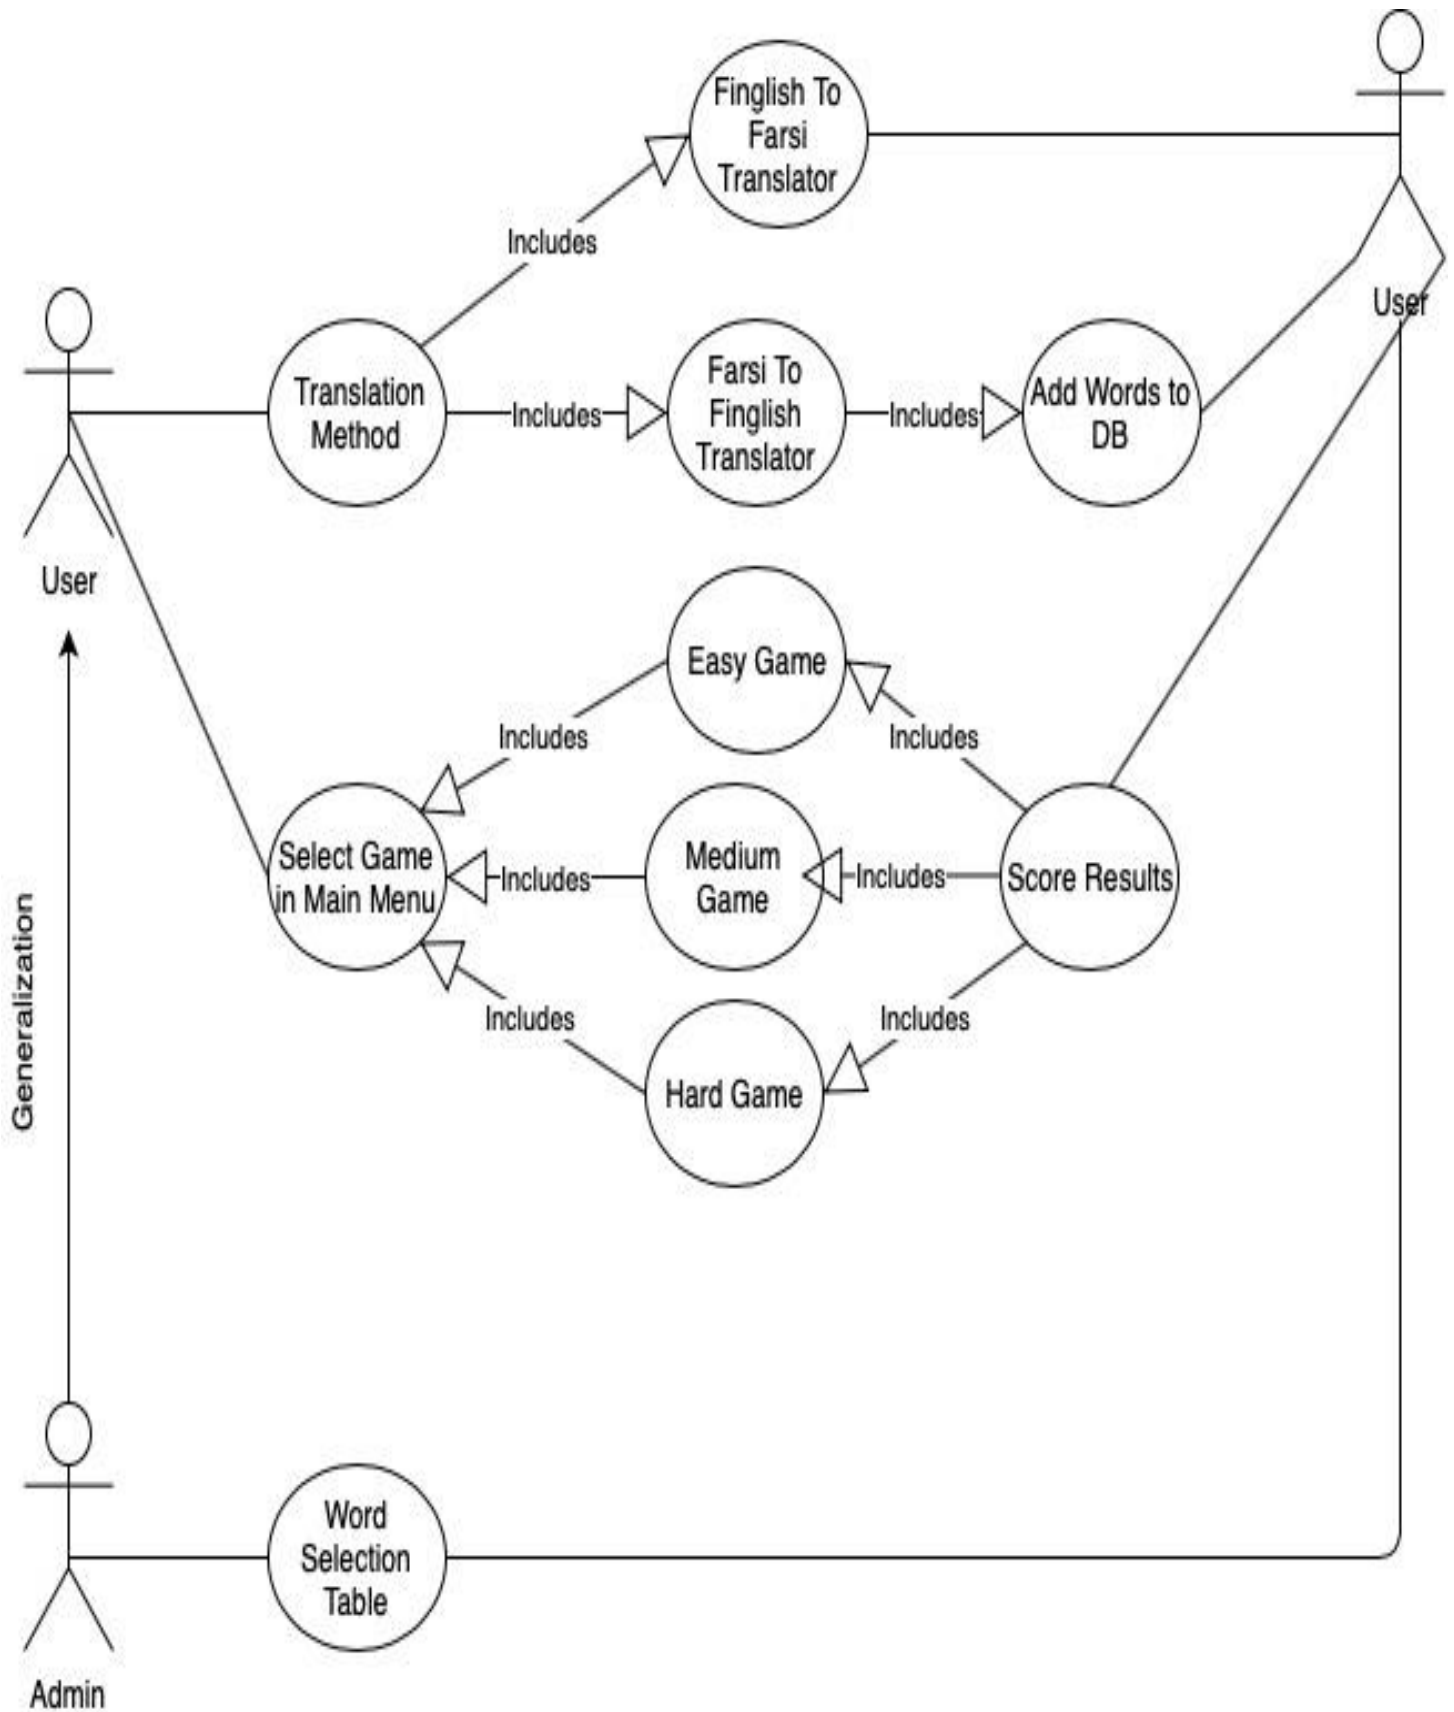 Finglish To
Farsi
Translator
Includes
User
Translation
Method
Includes
Farsi To
Finglish
Translator
Includes
Add Words to
DB
User
Easy Game
Includes
Includes
Select Game
in Main Menu
Includes
Medium
Game
Includes
Score Results
Includes
Includes
Hard Game
Generalization
Word
Selection
Table
Admin